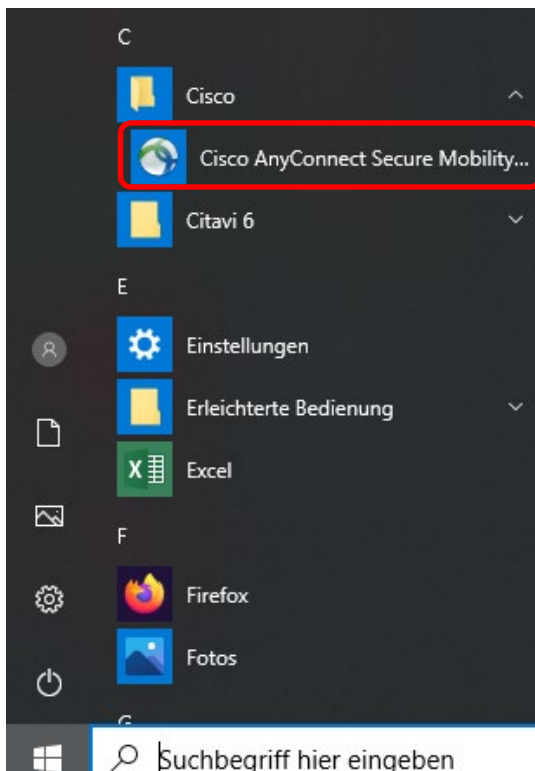 C
Cisco
Cisco AnyConnect Secure Mobility...
Citavi 6
E
Einstellungen
Erleichterte Bedienung
Excel
F
Firefox
Fotos
G
Suchbegriff hier eingeben